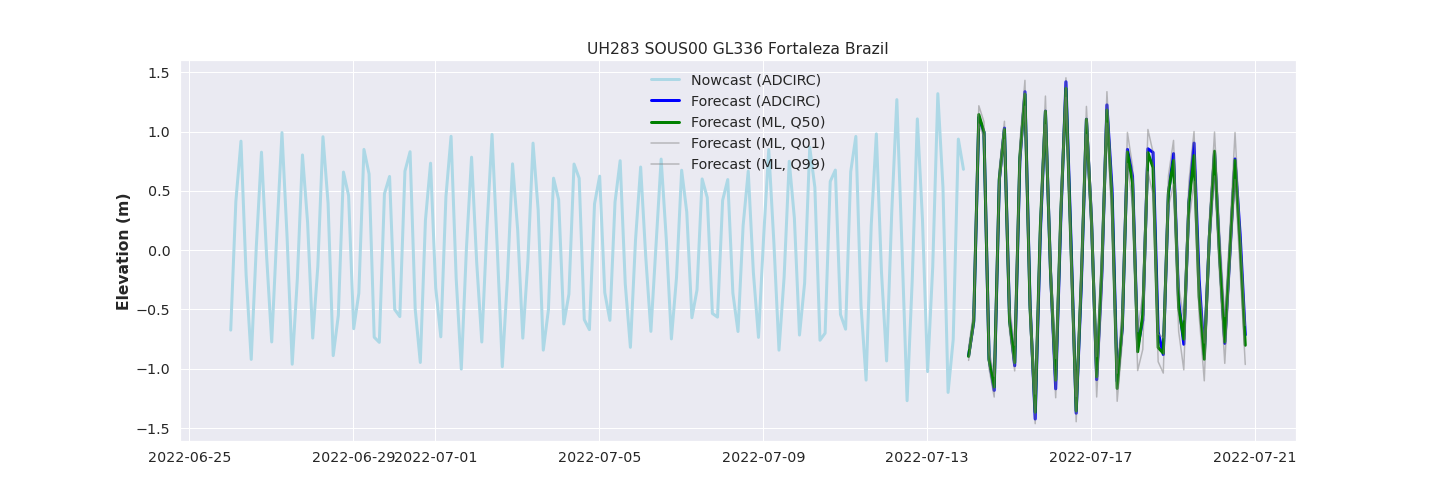 UH283 SOUS00 GL336 Fortaleza Brazil
Nowcast (ADCIRC)
Forecast (ADCIRC)
Forecast (ML, Q50)
Forecast (ML, Q01)
Forecast (ML, Q99)
Elevation (m)
1.5
1.0
0.5
0.0
−0.5
−1.0
−1.5
2022-06-25
2022-06-29
2022-07-01
2022-07-05
2022-07-09
2022-07-13
2022-07-17
2022-07-21